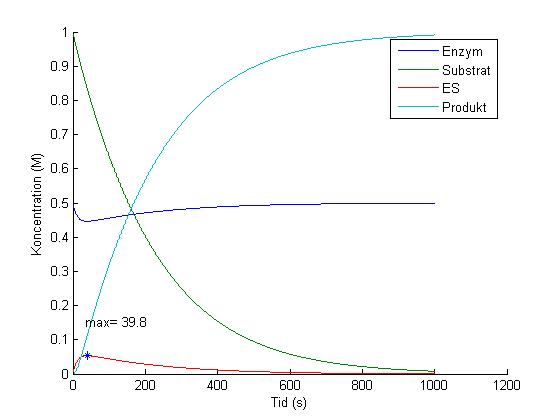 1
0.9
0.8
0.7
0.6
0.5
0.4
0.3
0.2
0.1
0
Koncentration (M)
Enzym
Substrat
ES
Produkt
max= 39.8
0 200 400 600 800 1000 1200
Tid (s)